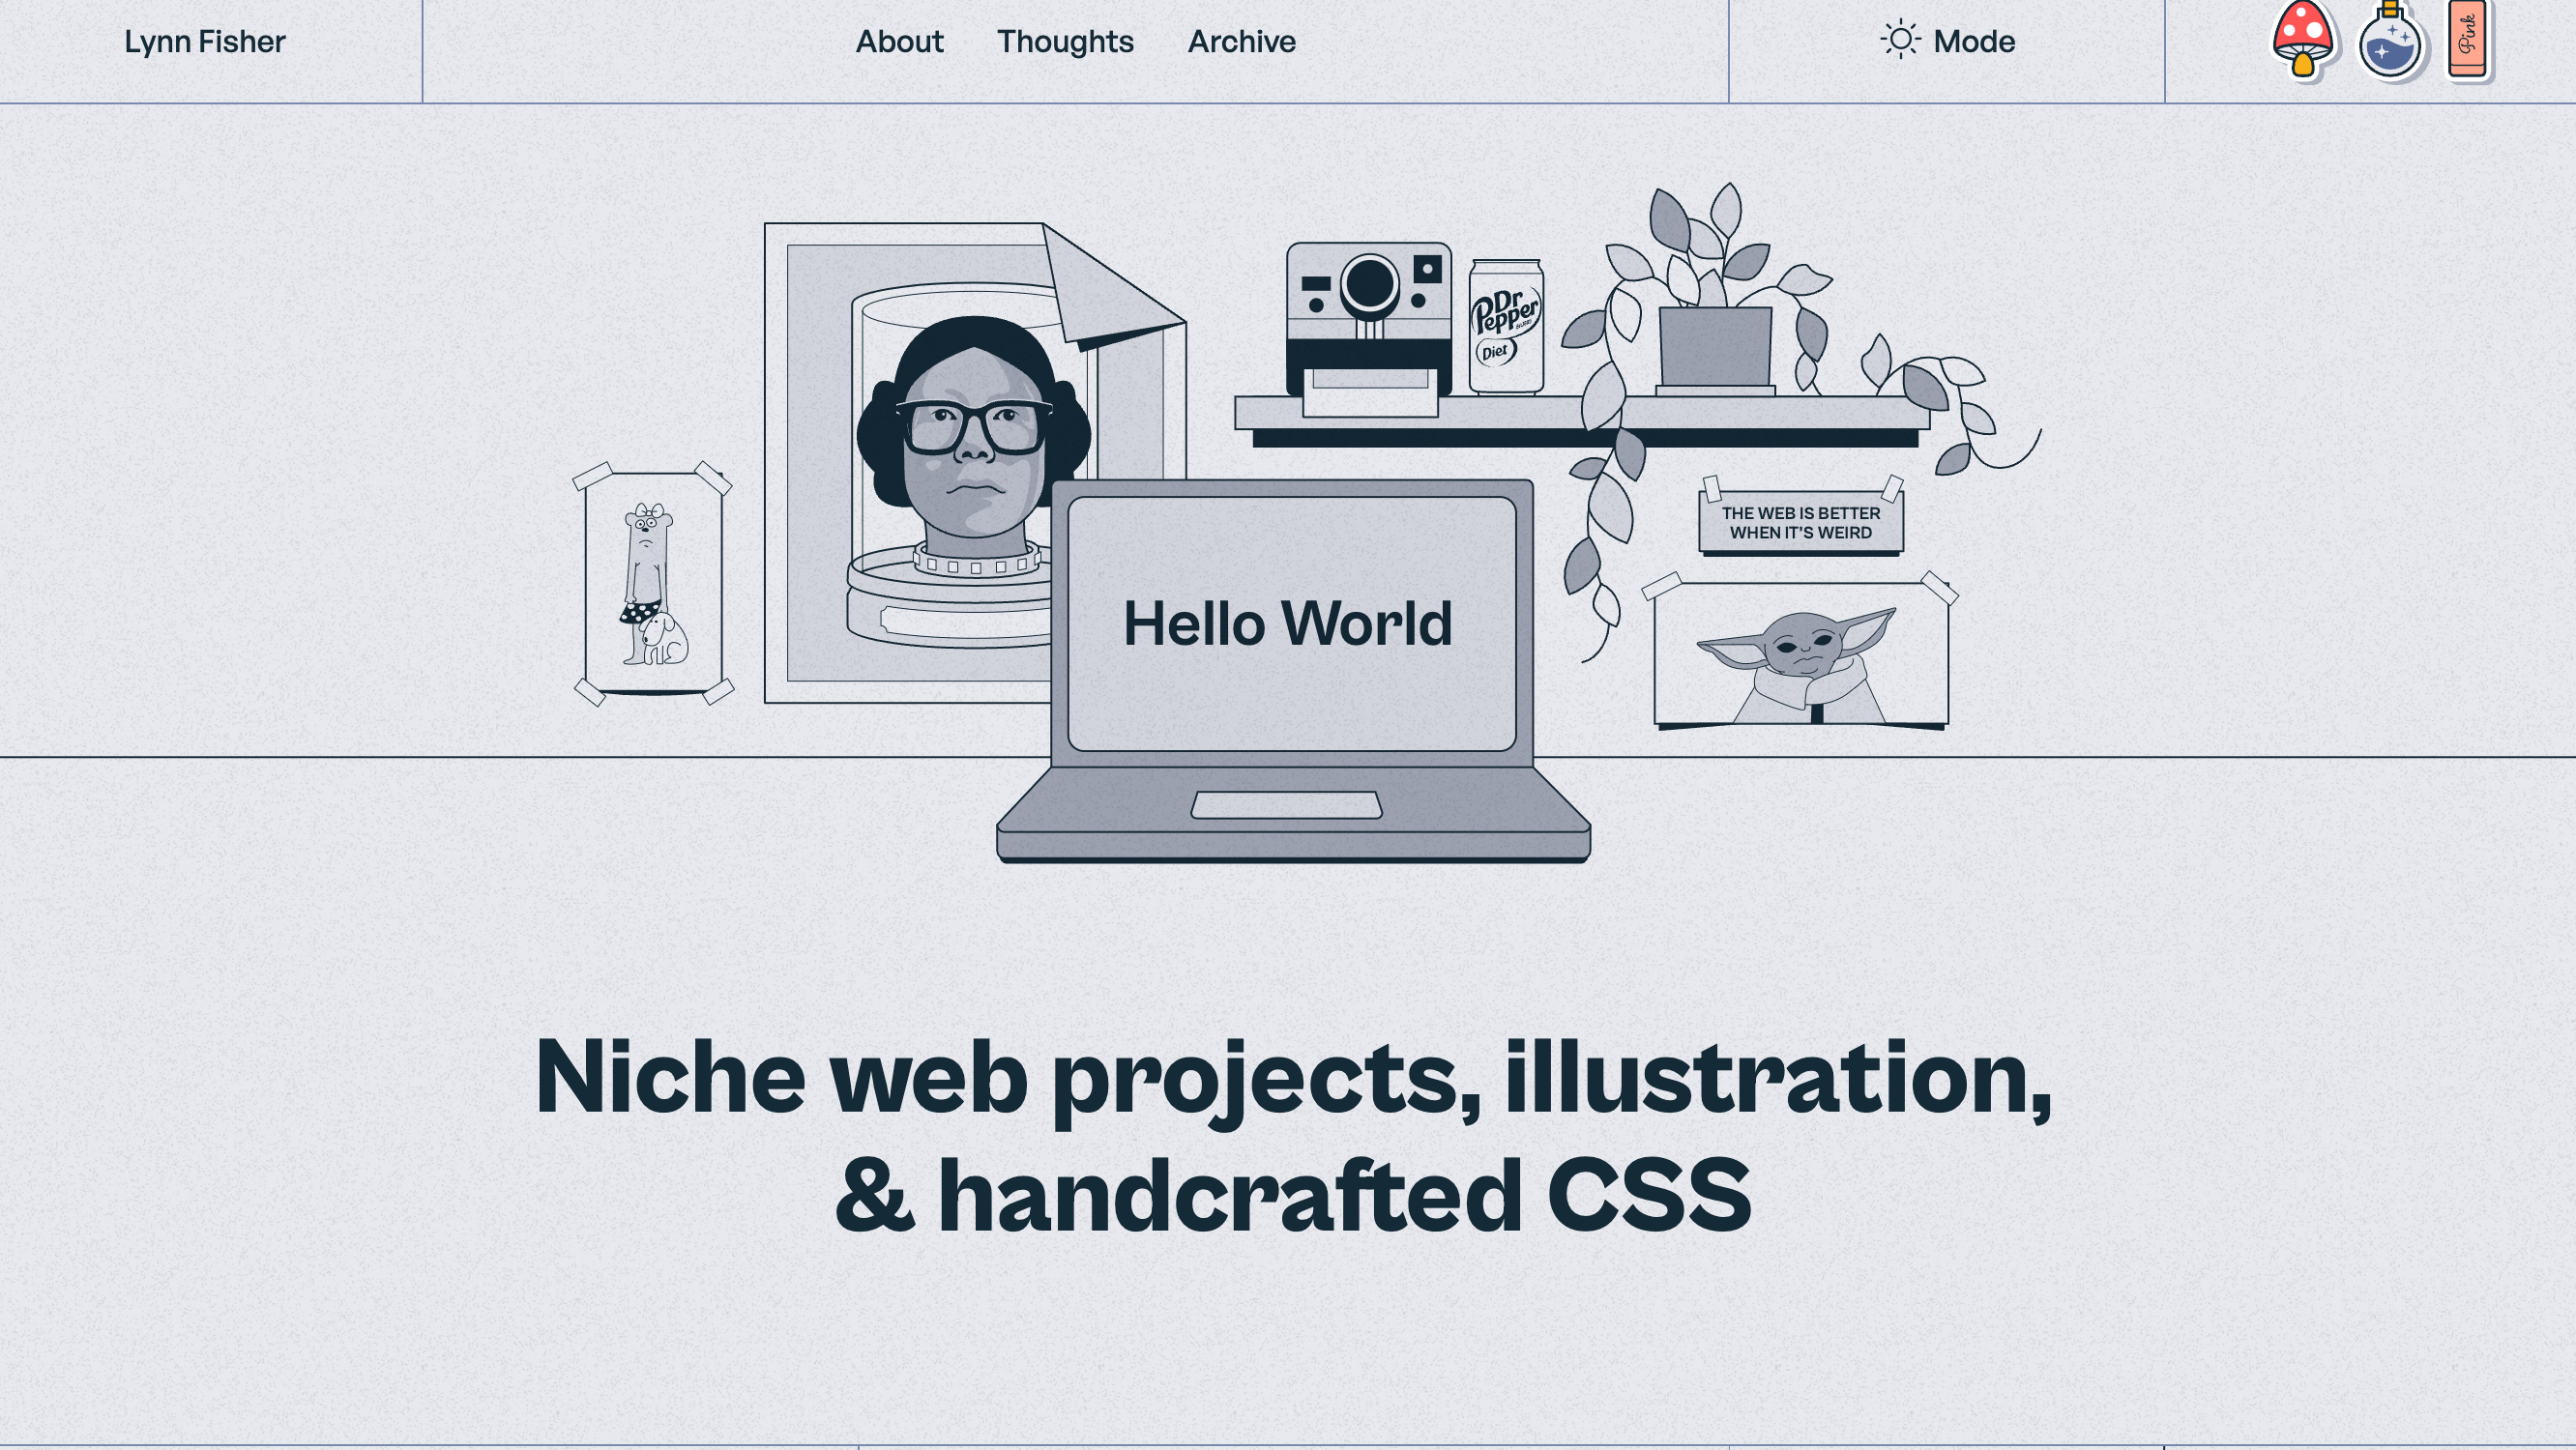 Lynn Fisher
About Thoughts Archive
Mode
Pink
Dr
Pepper
Diet
THE WEB IS BETTER
WHEN IT'S WEIRD
Hello World
Niche web projects, illustration,
& handcrafted CSS